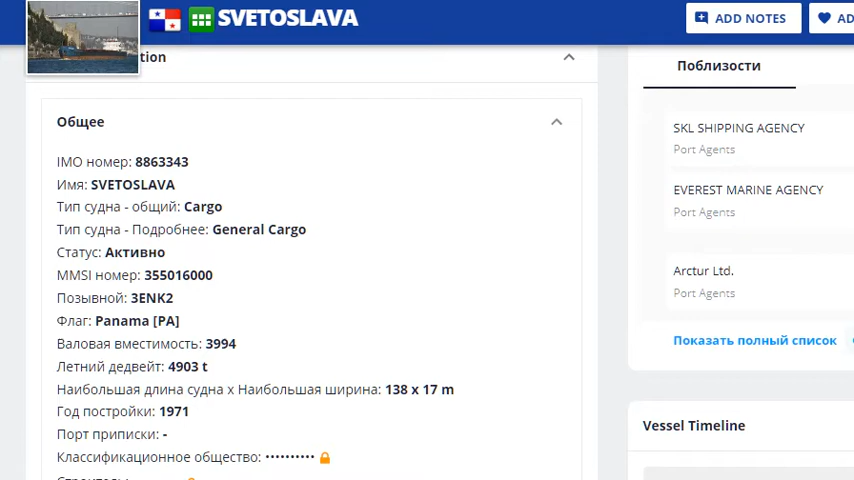 SVETOSLAVA
ADD NOTES
AD
tion
Поблизости
Общее
SKL SHIPPING AGENCY
Port Agents
IMO номер: 8863343
Имя: SVETOSLAVA
EVEREST MARINE AGENCY
Тип судна - общий: Cargo
Port Agents
Тип судна - Подробнее: General Cargo
Статус: Активно
MMSI номер: 355016000
Arctur Ltd.
Port Agents
Позывной: 3ENK2
Флаг: Panama [PA]
Валовая вместимость: 3994
Показать полный список
Летний дедвейт: 4903 t
Наибольшая длина судна x Наибольшая ширина: 138 x 17 m
Год постройки: 1971
Vessel Timeline
Порт приписки: -
Классификационное общество: ••••••••••